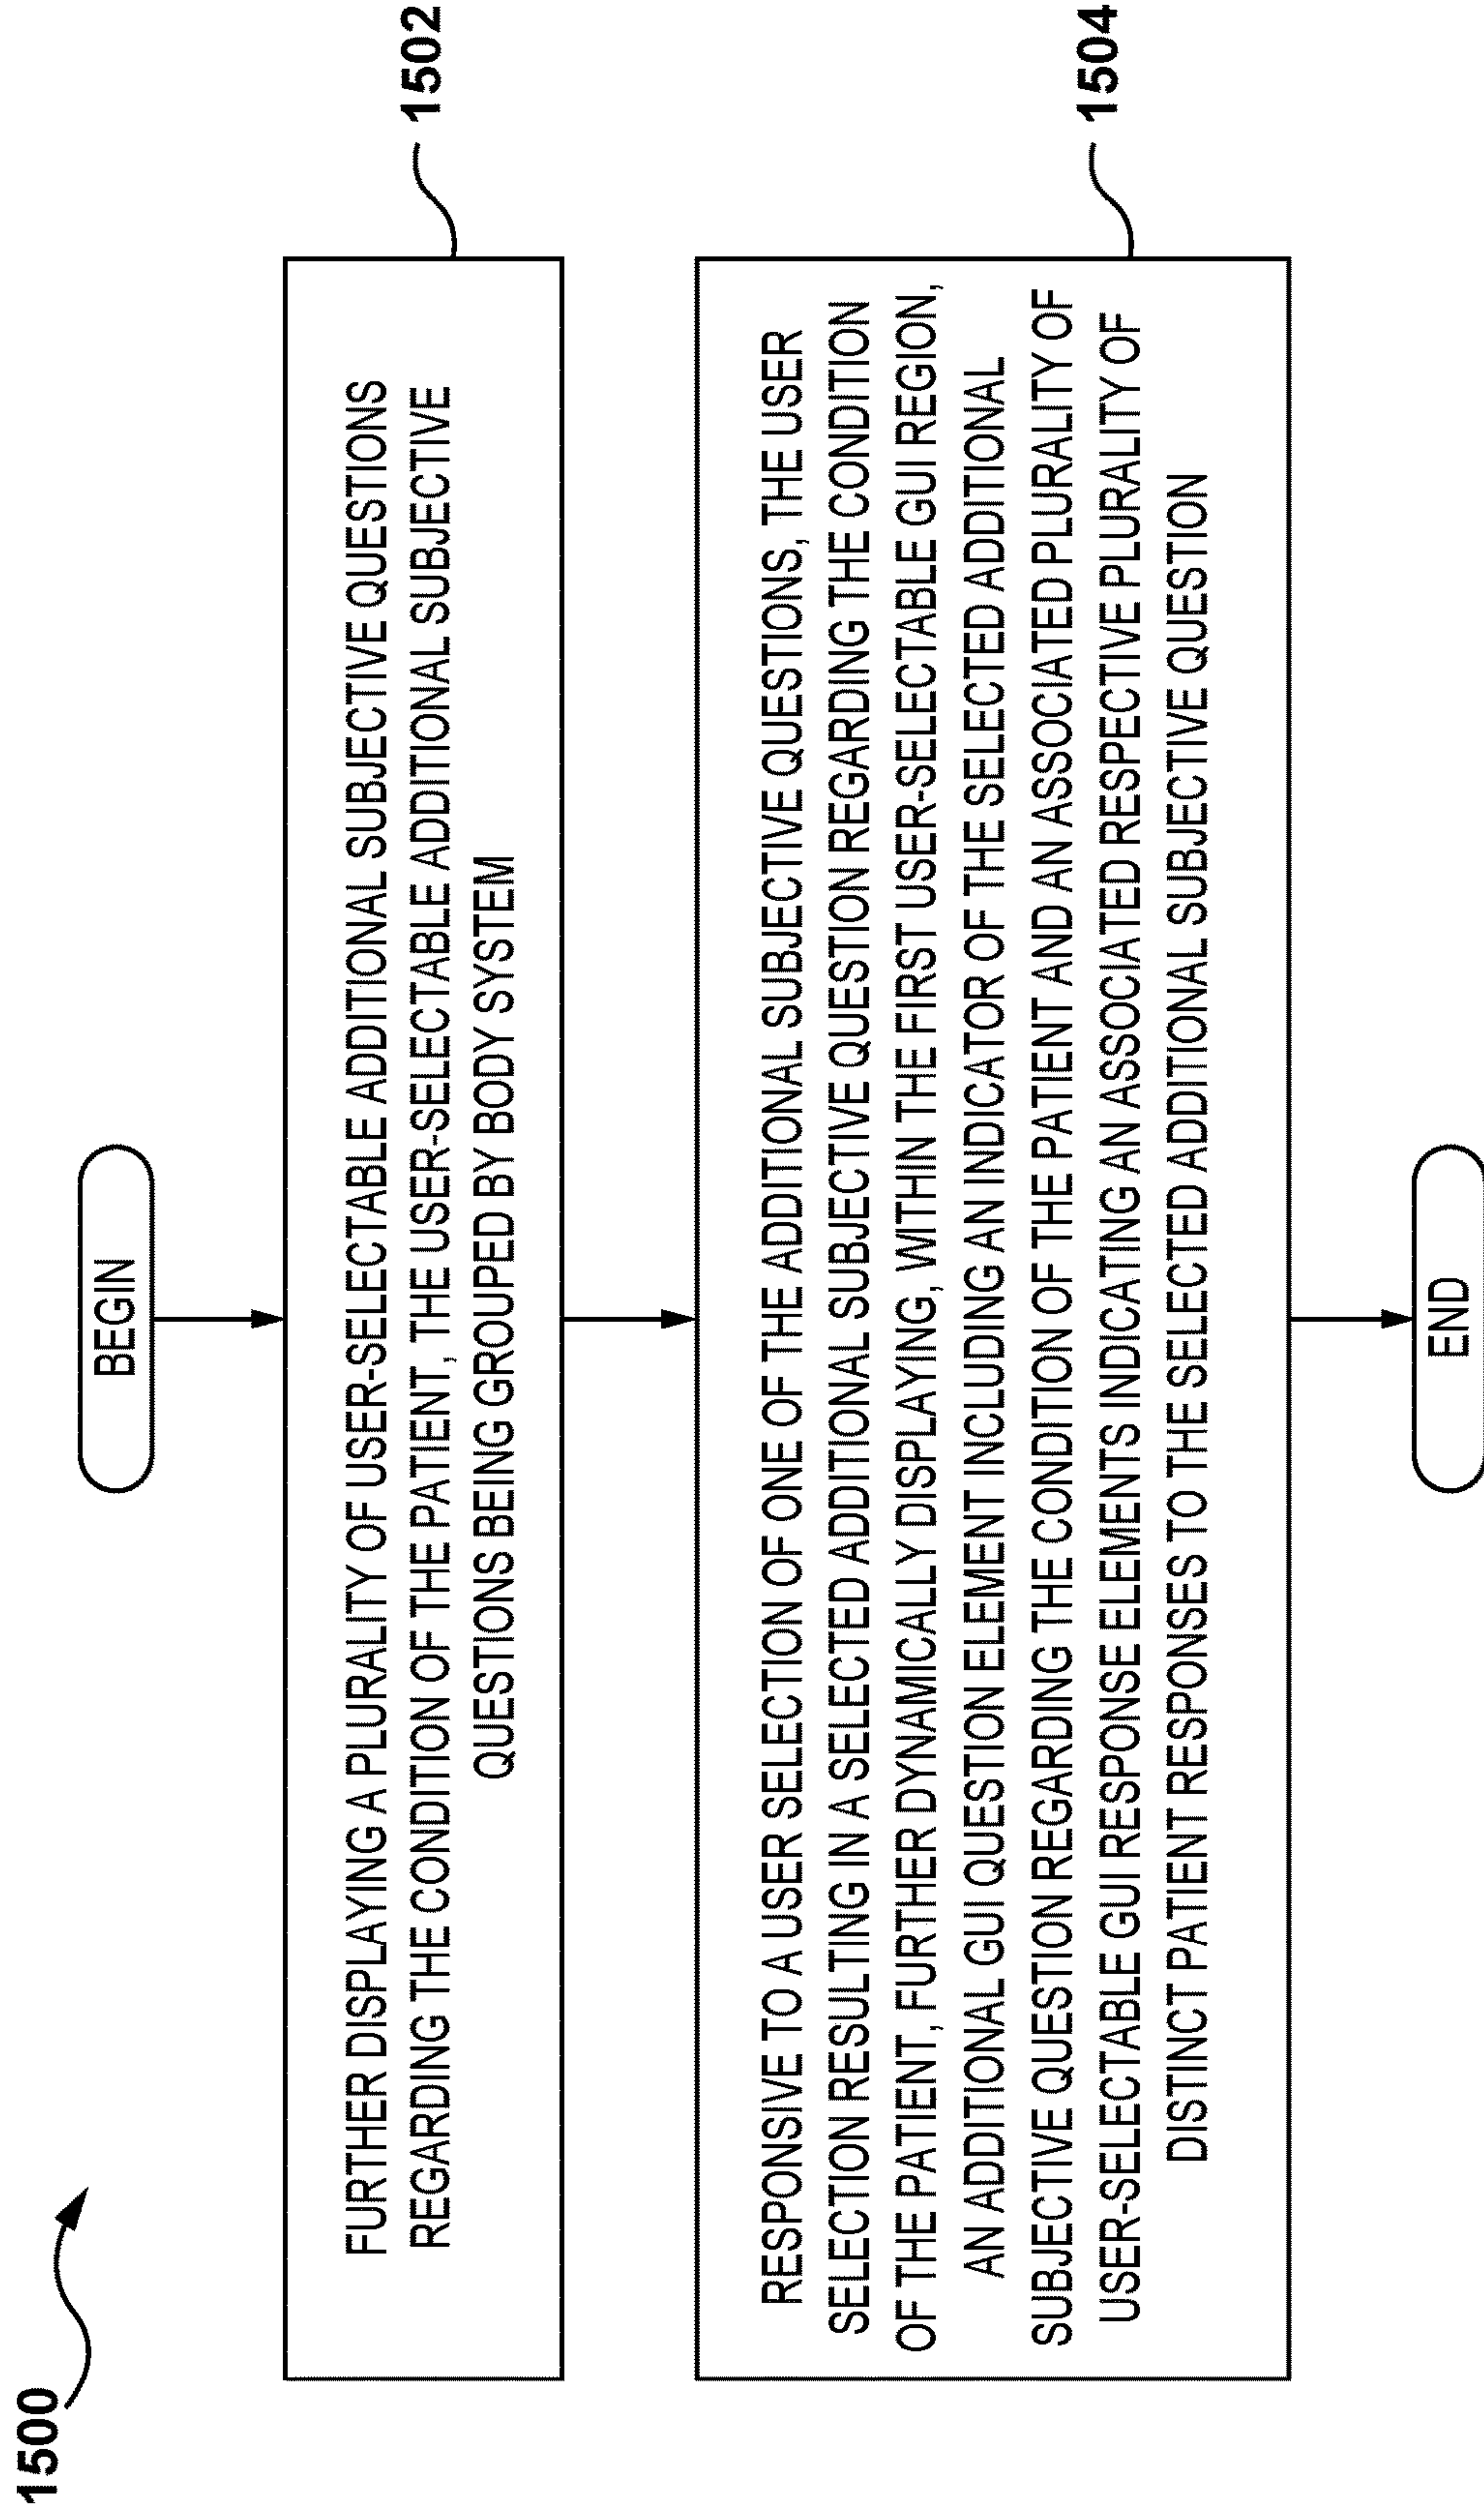 1500
BEGIN
FURTHER DISPLAYING A PLURALITY OF USER-SELECTABLE ADDITIONAL SUBJECTIVE QUESTIONS
REGARDING THE CONDITION OF THE PATIENT, THE USER-SELECTABLE ADDITIONAL SUBJECTIVE
QUESTIONS BEING GROUPED BY BODY SYSTEM
1502
RESPONSIVE TO A USER SELECTION OF ONE OF THE ADDITIONAL SUBJECTIVE QUESTIONS, THE USER
SELECTION RESULTING IN A SELECTED ADDITIONAL SUBJECTIVE QUESTION REGARDING THE CONDITION
OF THE PATIENT, FURTHER DYNAMICALLY DISPLAYING, WITHIN THE FIRST USER-SELECTABLE GUI REGION,
AN ADDITIONAL GUI QUESTION ELEMENT INCLUDING AN INDICATOR OF THE SELECTED ADDITIONAL
SUBJECTIVE QUESTION REGARDING THE CONDITION OF THE PATIENT AND AN ASSOCIATED PLURALITY OF
USER-SELECTABLE GUI RESPONSE ELEMENTS INDICATING AN ASSOCIATED RESPECTIVE PLURALITY OF
DISTINCT PATIENT RESPONSES TO THE SELECTED ADDITIONAL SUBJECTIVE QUESTION
1504
END